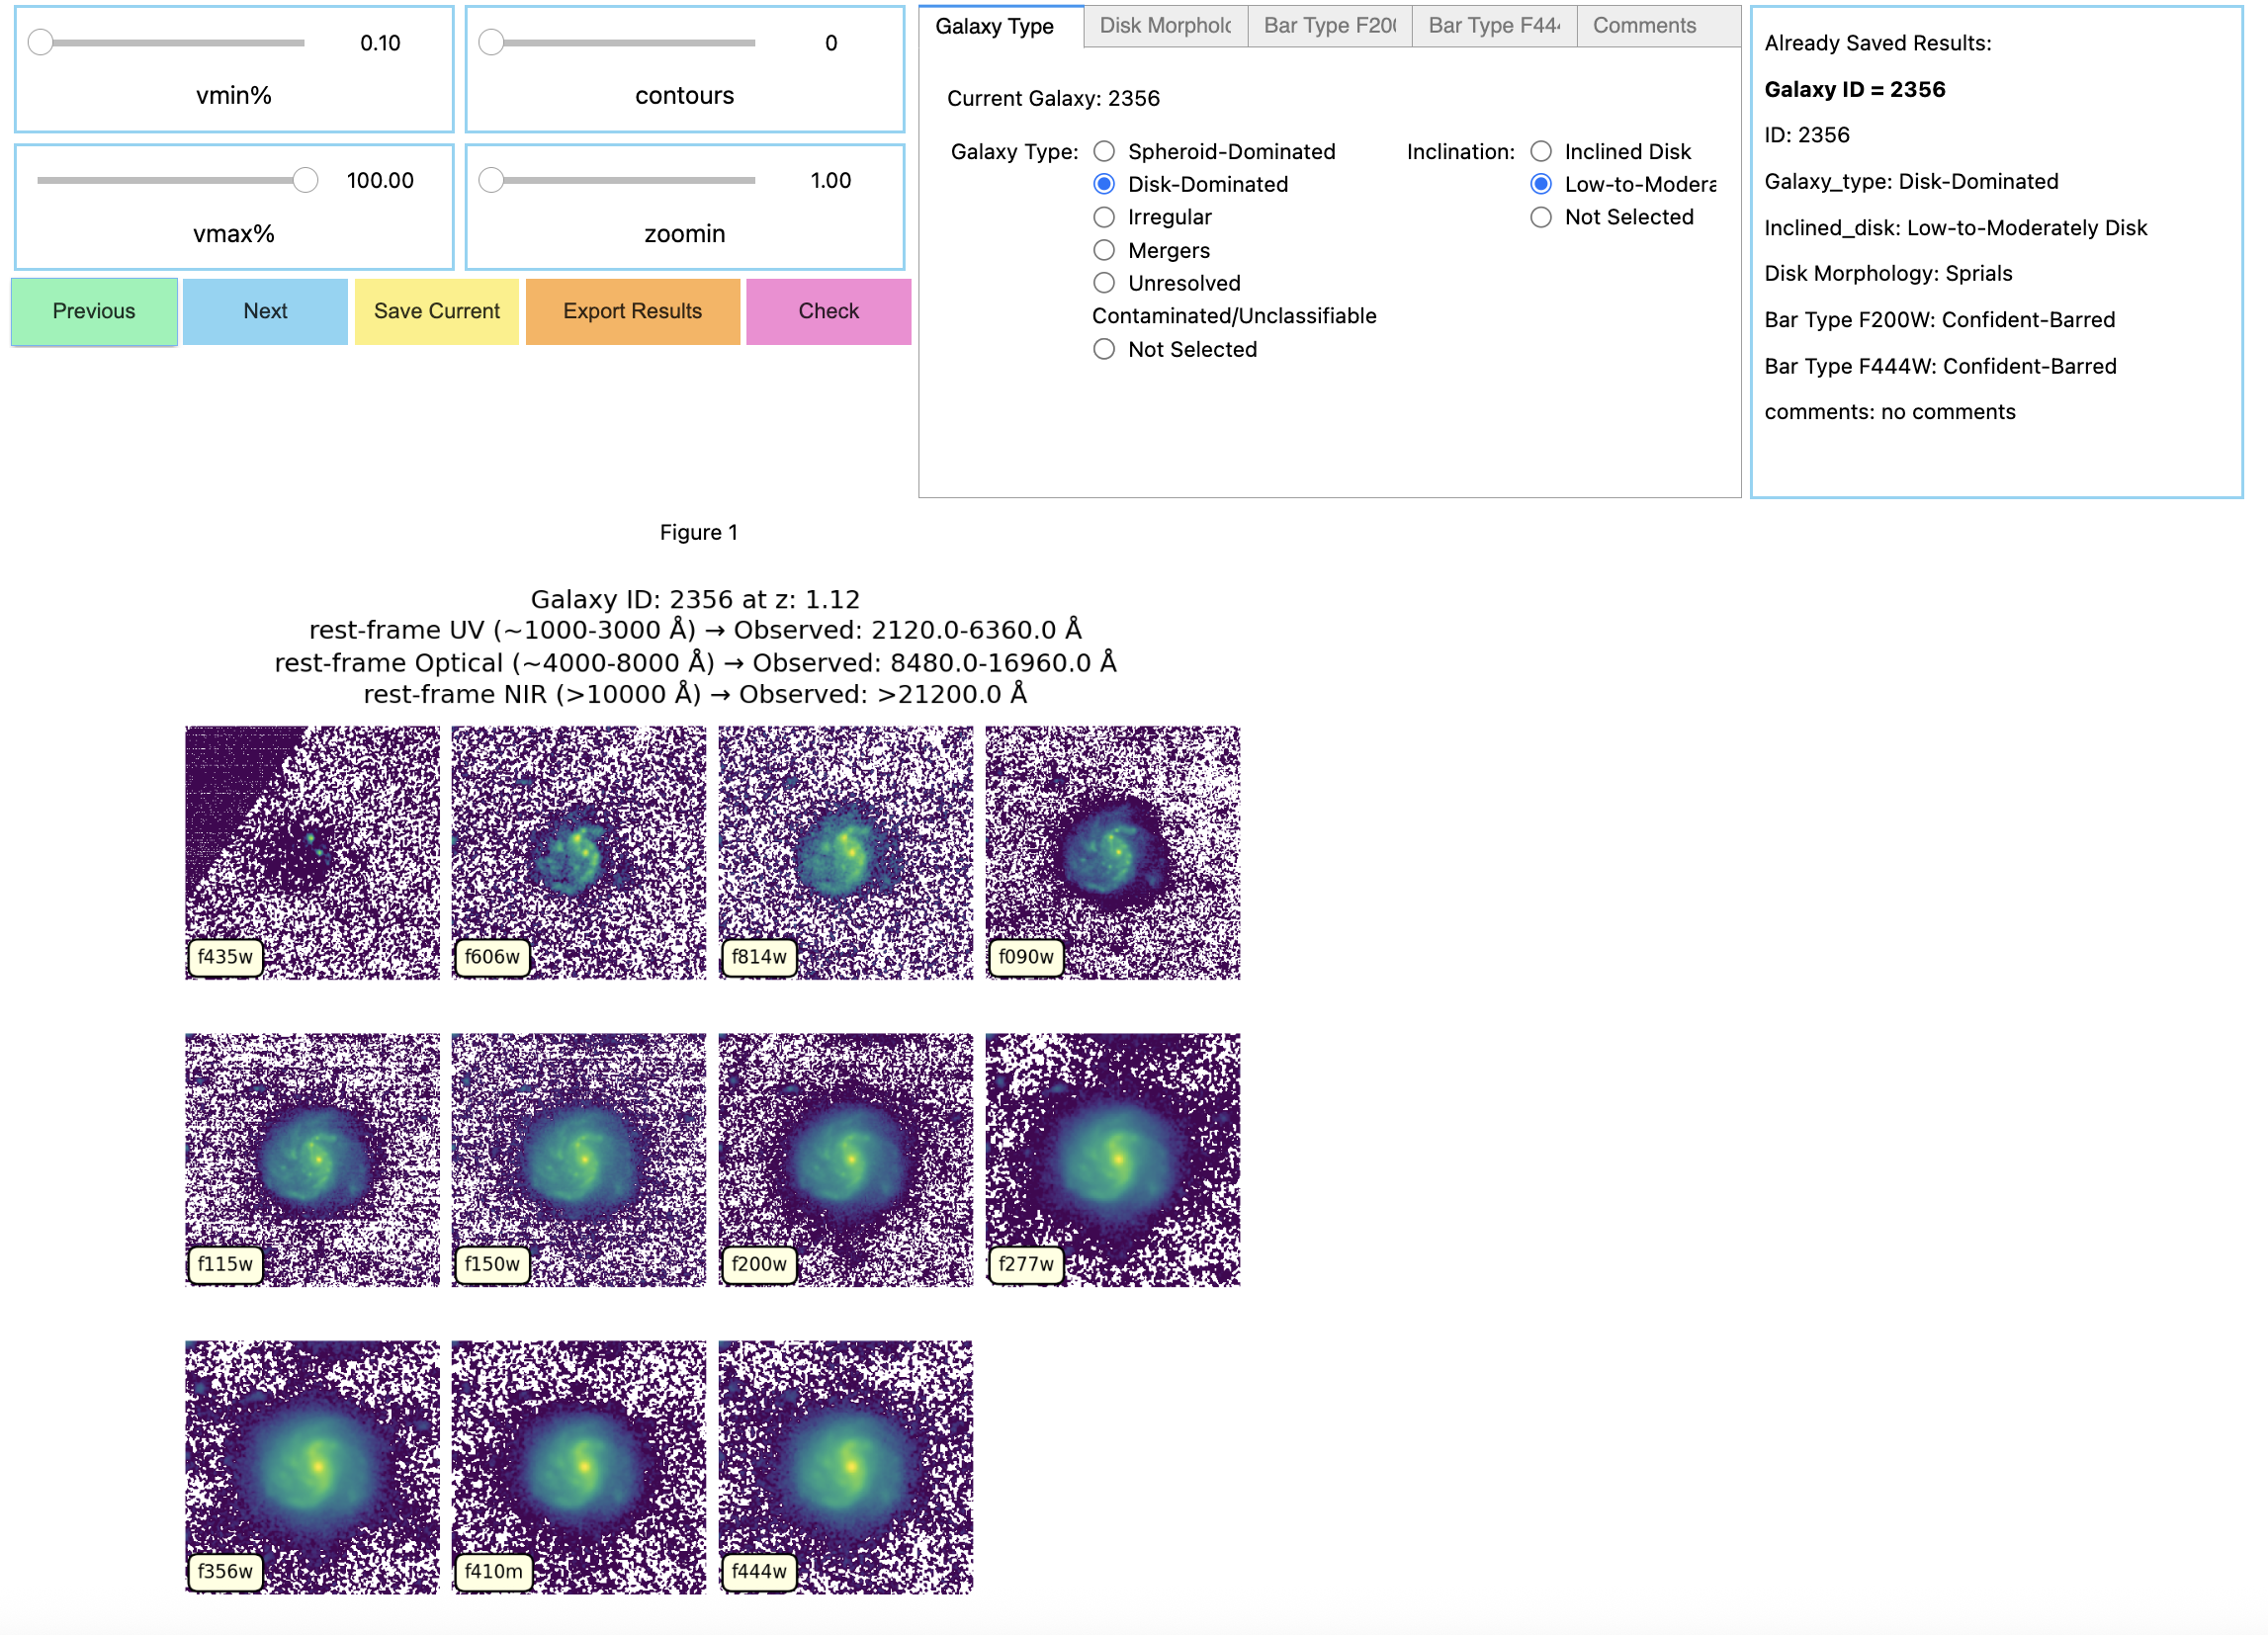 0.10
vmin%
0
contours
100.00
vmax%
1.00
zoomin
Previous
Next
Save Current
Export Results
Check
Galaxy Type
Disk Morpholo
Bar Type F200
Bar Type F444
Comments
Current Galaxy: 2356
Galaxy Type:
Spheroid-Dominated
Disk-Dominated
Irregular
Mergers
Unresolved
Contaminated/Unclassifiable
Not Selected
Inclination:
Inclined Disk
Low-to-Modera
Not Selected
Already Saved Results:
Galaxy ID = 2356
ID: 2356
Galaxy_type: Disk-Dominated
Inclined_disk: Low-to-Moderately Disk
Disk Morphology: Sprials
Bar Type F200W: Confident-Barred
Bar Type F444W: Confident-Barred
comments: no comments
Figure 1
Galaxy ID: 2356 at z: 1.12
rest-frame UV (~1000-3000 Å) → Observed: 2120.0-6360.0 Å
rest-frame Optical (~4000-8000 Å) → Observed: 8480.0-16960.0 Å
rest-frame NIR (>10000 Å) → Observed: >21200.0 Å
f435w
f606w
f814w
f090w
f115w
f150w
f200w
f277w
f356w
f410m
f444w